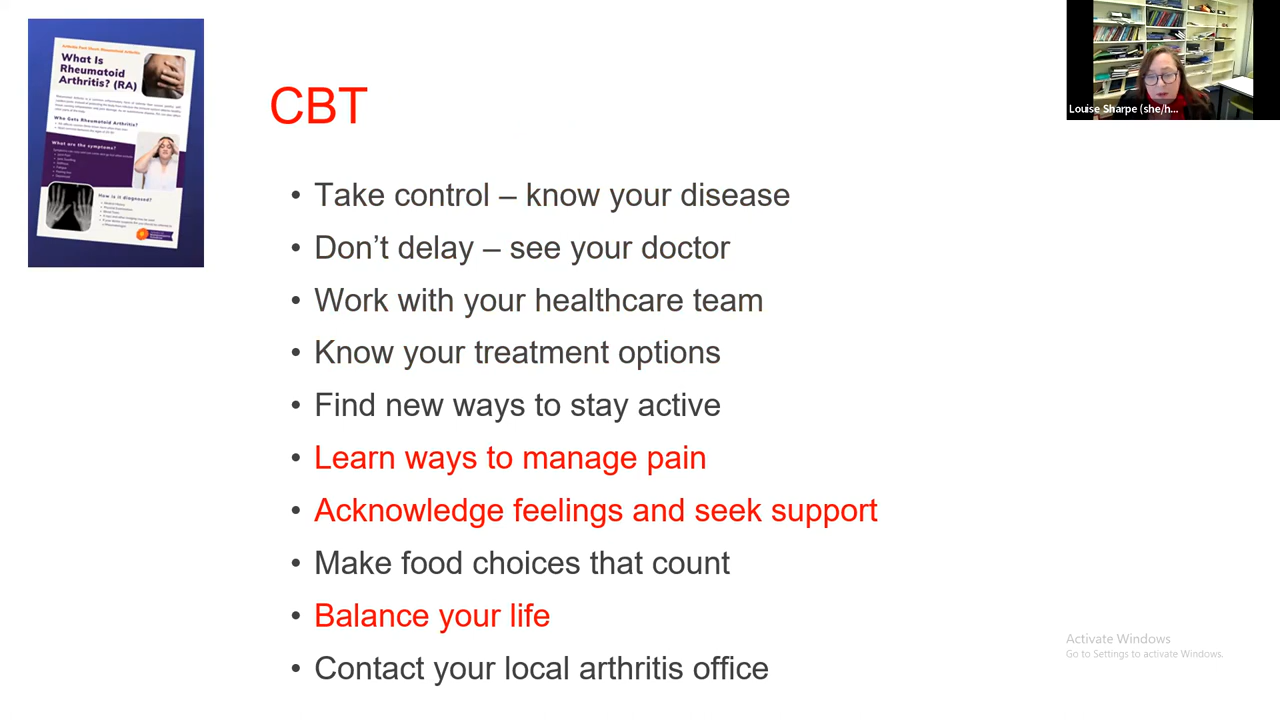 What Is
Rheumatoid
Arthritis? (RA)
Who Gets Rheumatoid Arthritis?
What are the symptoms?
How is it diagnosed?
CBT
• Take control – know your disease
• Don’t delay – see your doctor
• Work with your healthcare team
• Know your treatment options
• Find new ways to stay active
• Learn ways to manage pain
• Acknowledge feelings and seek support
• Make food choices that count
• Balance your life
• Contact your local arthritis office
Louise Sharpe (she/h...
Activate Windows
Go to Settings to activate Windows.